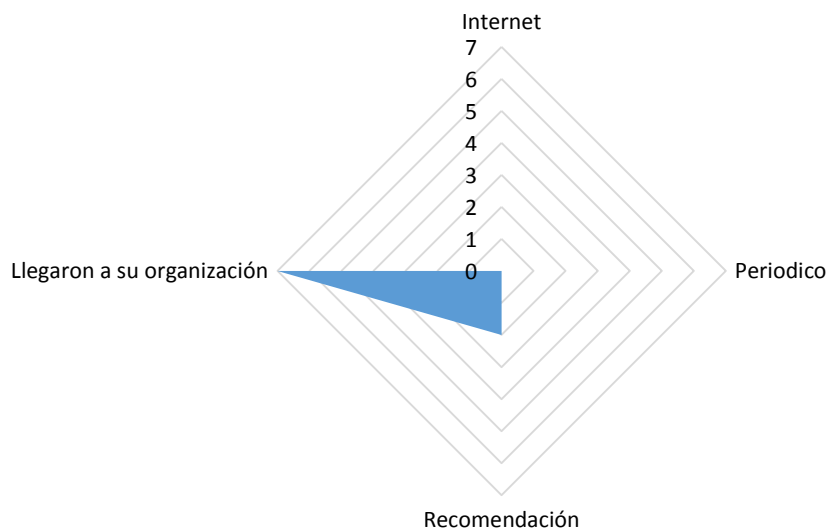 Internet
7
6
5
4
3
2
1
0
Llegaron a su organización
Periodico
Recomendación